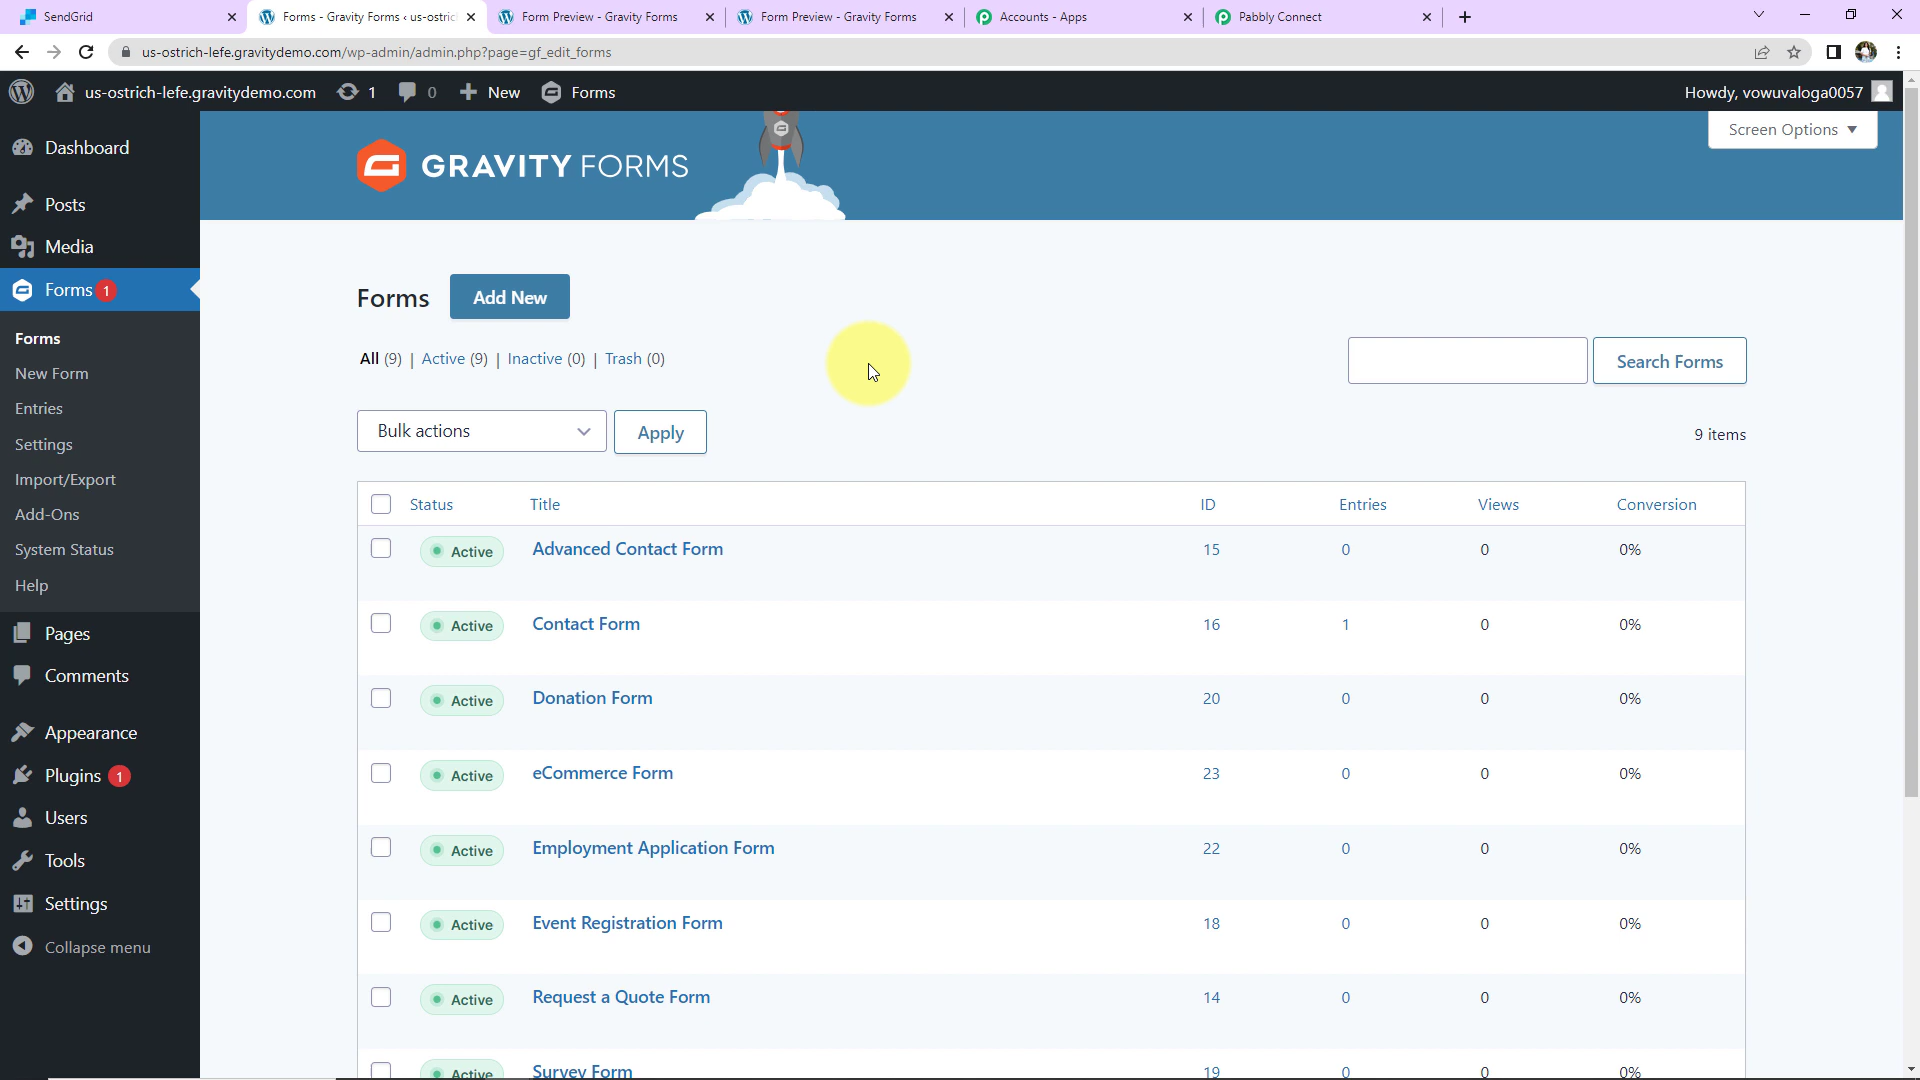 SendGrid
Forms - Gravity Forms ‹ us-ostric
Form Preview - Gravity Forms
Form Preview - Gravity Forms
Accounts - Apps
Pabbly Connect
us-ostrich-lefe.gravitydemo.com/wp-admin/admin.php?page=gf_edit_forms
us-ostrich-lefe.gravitydemo.com
1
0
New
Forms
Howdy, vowuvaloga0057
Dashboard
Posts
Media
Forms 1
Forms
New Form
Entries
Settings
Import/Export
Add-Ons
System Status
Help
Pages
Comments
Appearance
Plugins 1
Users
Tools
Settings
Collapse menu
GRAVITY FORMS
Screen Options
Forms
Add New
All (9) | Active (9) | Inactive (0) | Trash (0)
Search Forms
Bulk actions
Apply
9 items
Status Title ID Entries Views Conversion
Active Advanced Contact Form 15 0 0 0%
Active Contact Form 16 1 0 0%
Active Donation Form 20 0 0 0%
Active eCommerce Form 23 0 0 0%
Active Employment Application Form 22 0 0 0%
Active Event Registration Form 18 0 0 0%
Active Request a Quote Form 14 0 0 0%
Active Survey Form 19 0 0 0%